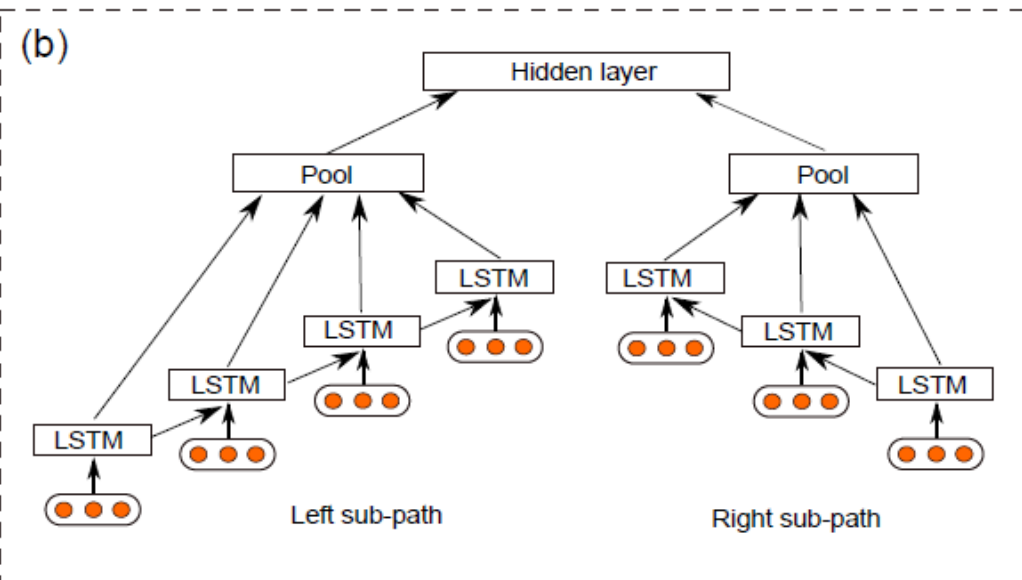 (b)
Hidden layer
Pool
Pool
LSTM
LSTM
LSTM
LSTM
LSTM
LSTM
LSTM
Left sub-path
Right sub-path